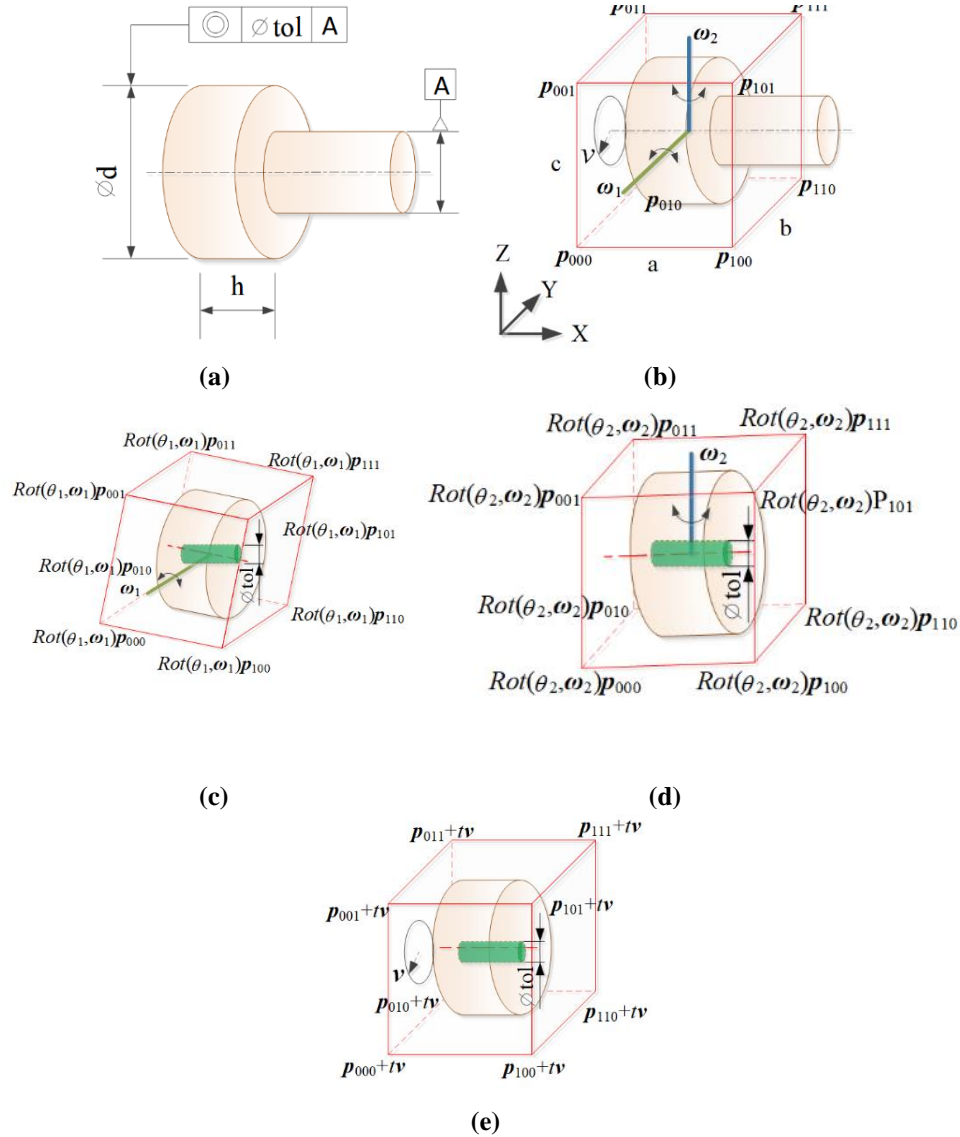 ⌀ tol A
A
⌀d
h
(a)
p011 p111
ω2
p001 p101
v c
ω1 p010 p110
b
p000 a p100
Z
Y
X
(b)
Rot(θ1,ω1)p011
Rot(θ1,ω1)p111
Rot(θ1,ω1)p001
Rot(θ1,ω1)p101
Rot(θ1,ω1)p010
ω1
⌀ tol
Rot(θ1,ω1)p110
Rot(θ1,ω1)p000
Rot(θ1,ω1)p100
(c)
Rot(θ2,ω2)p011 Rot(θ2,ω2)p111
ω2
Rot(θ2,ω2)p001 Rot(θ2,ω2)P101
⌀ tol
Rot(θ2,ω2)p010 Rot(θ2,ω2)p110
Rot(θ2,ω2)p000 Rot(θ2,ω2)p100
(d)
p011+tv p111+tv
p001+tv p101+tv
v
⌀ tol
p010+tv
p110+tv
p000+tv p100+tv
(e)